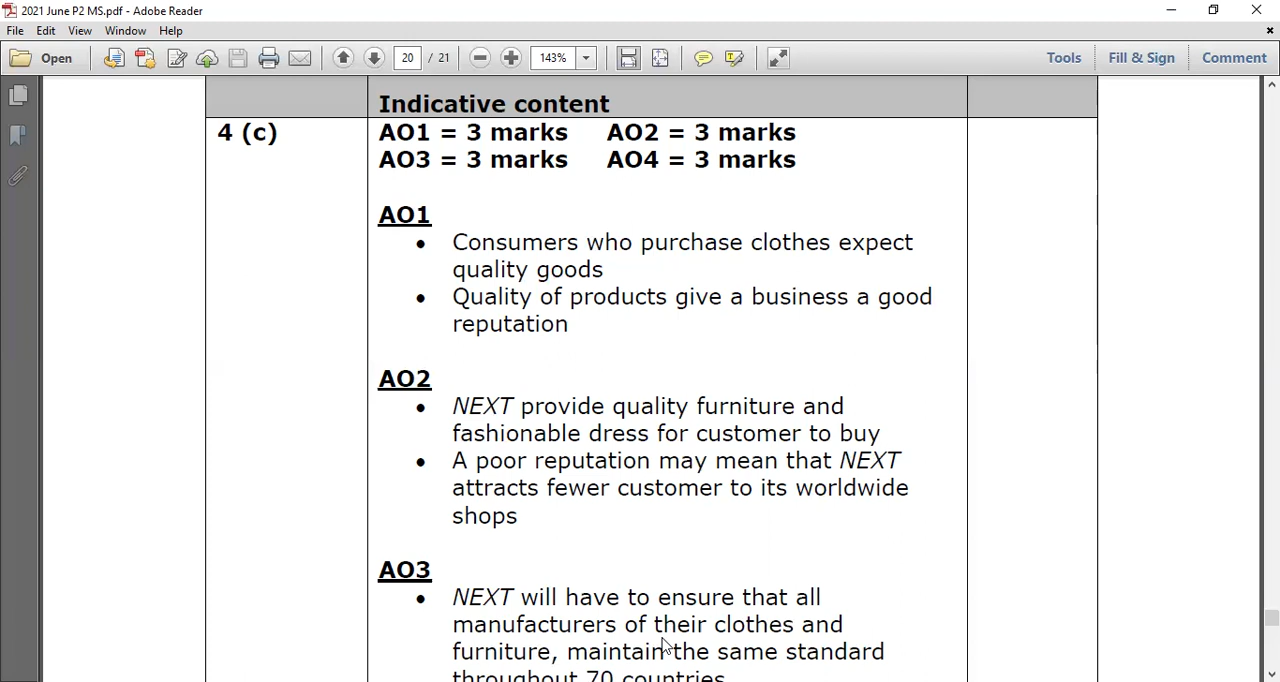 2021 June P2 MS.pdf - Adobe Reader
File Edit View Window Help
Open 20 / 21 143% Tools Fill & Sign Comment
Indicative content
4 (c) AO1 = 3 marks AO2 = 3 marks
AO3 = 3 marks AO4 = 3 marks
AO1
• Consumers who purchase clothes expect
quality goods
• Quality of products give a business a good
reputation
AO2
• NEXT provide quality furniture and
fashionable dress for customer to buy
• A poor reputation may mean that NEXT
attracts fewer customer to its worldwide
shops
AO3
• NEXT will have to ensure that all
manufacturers of their clothes and
furniture, maintain the same standard
throughout 70 countries